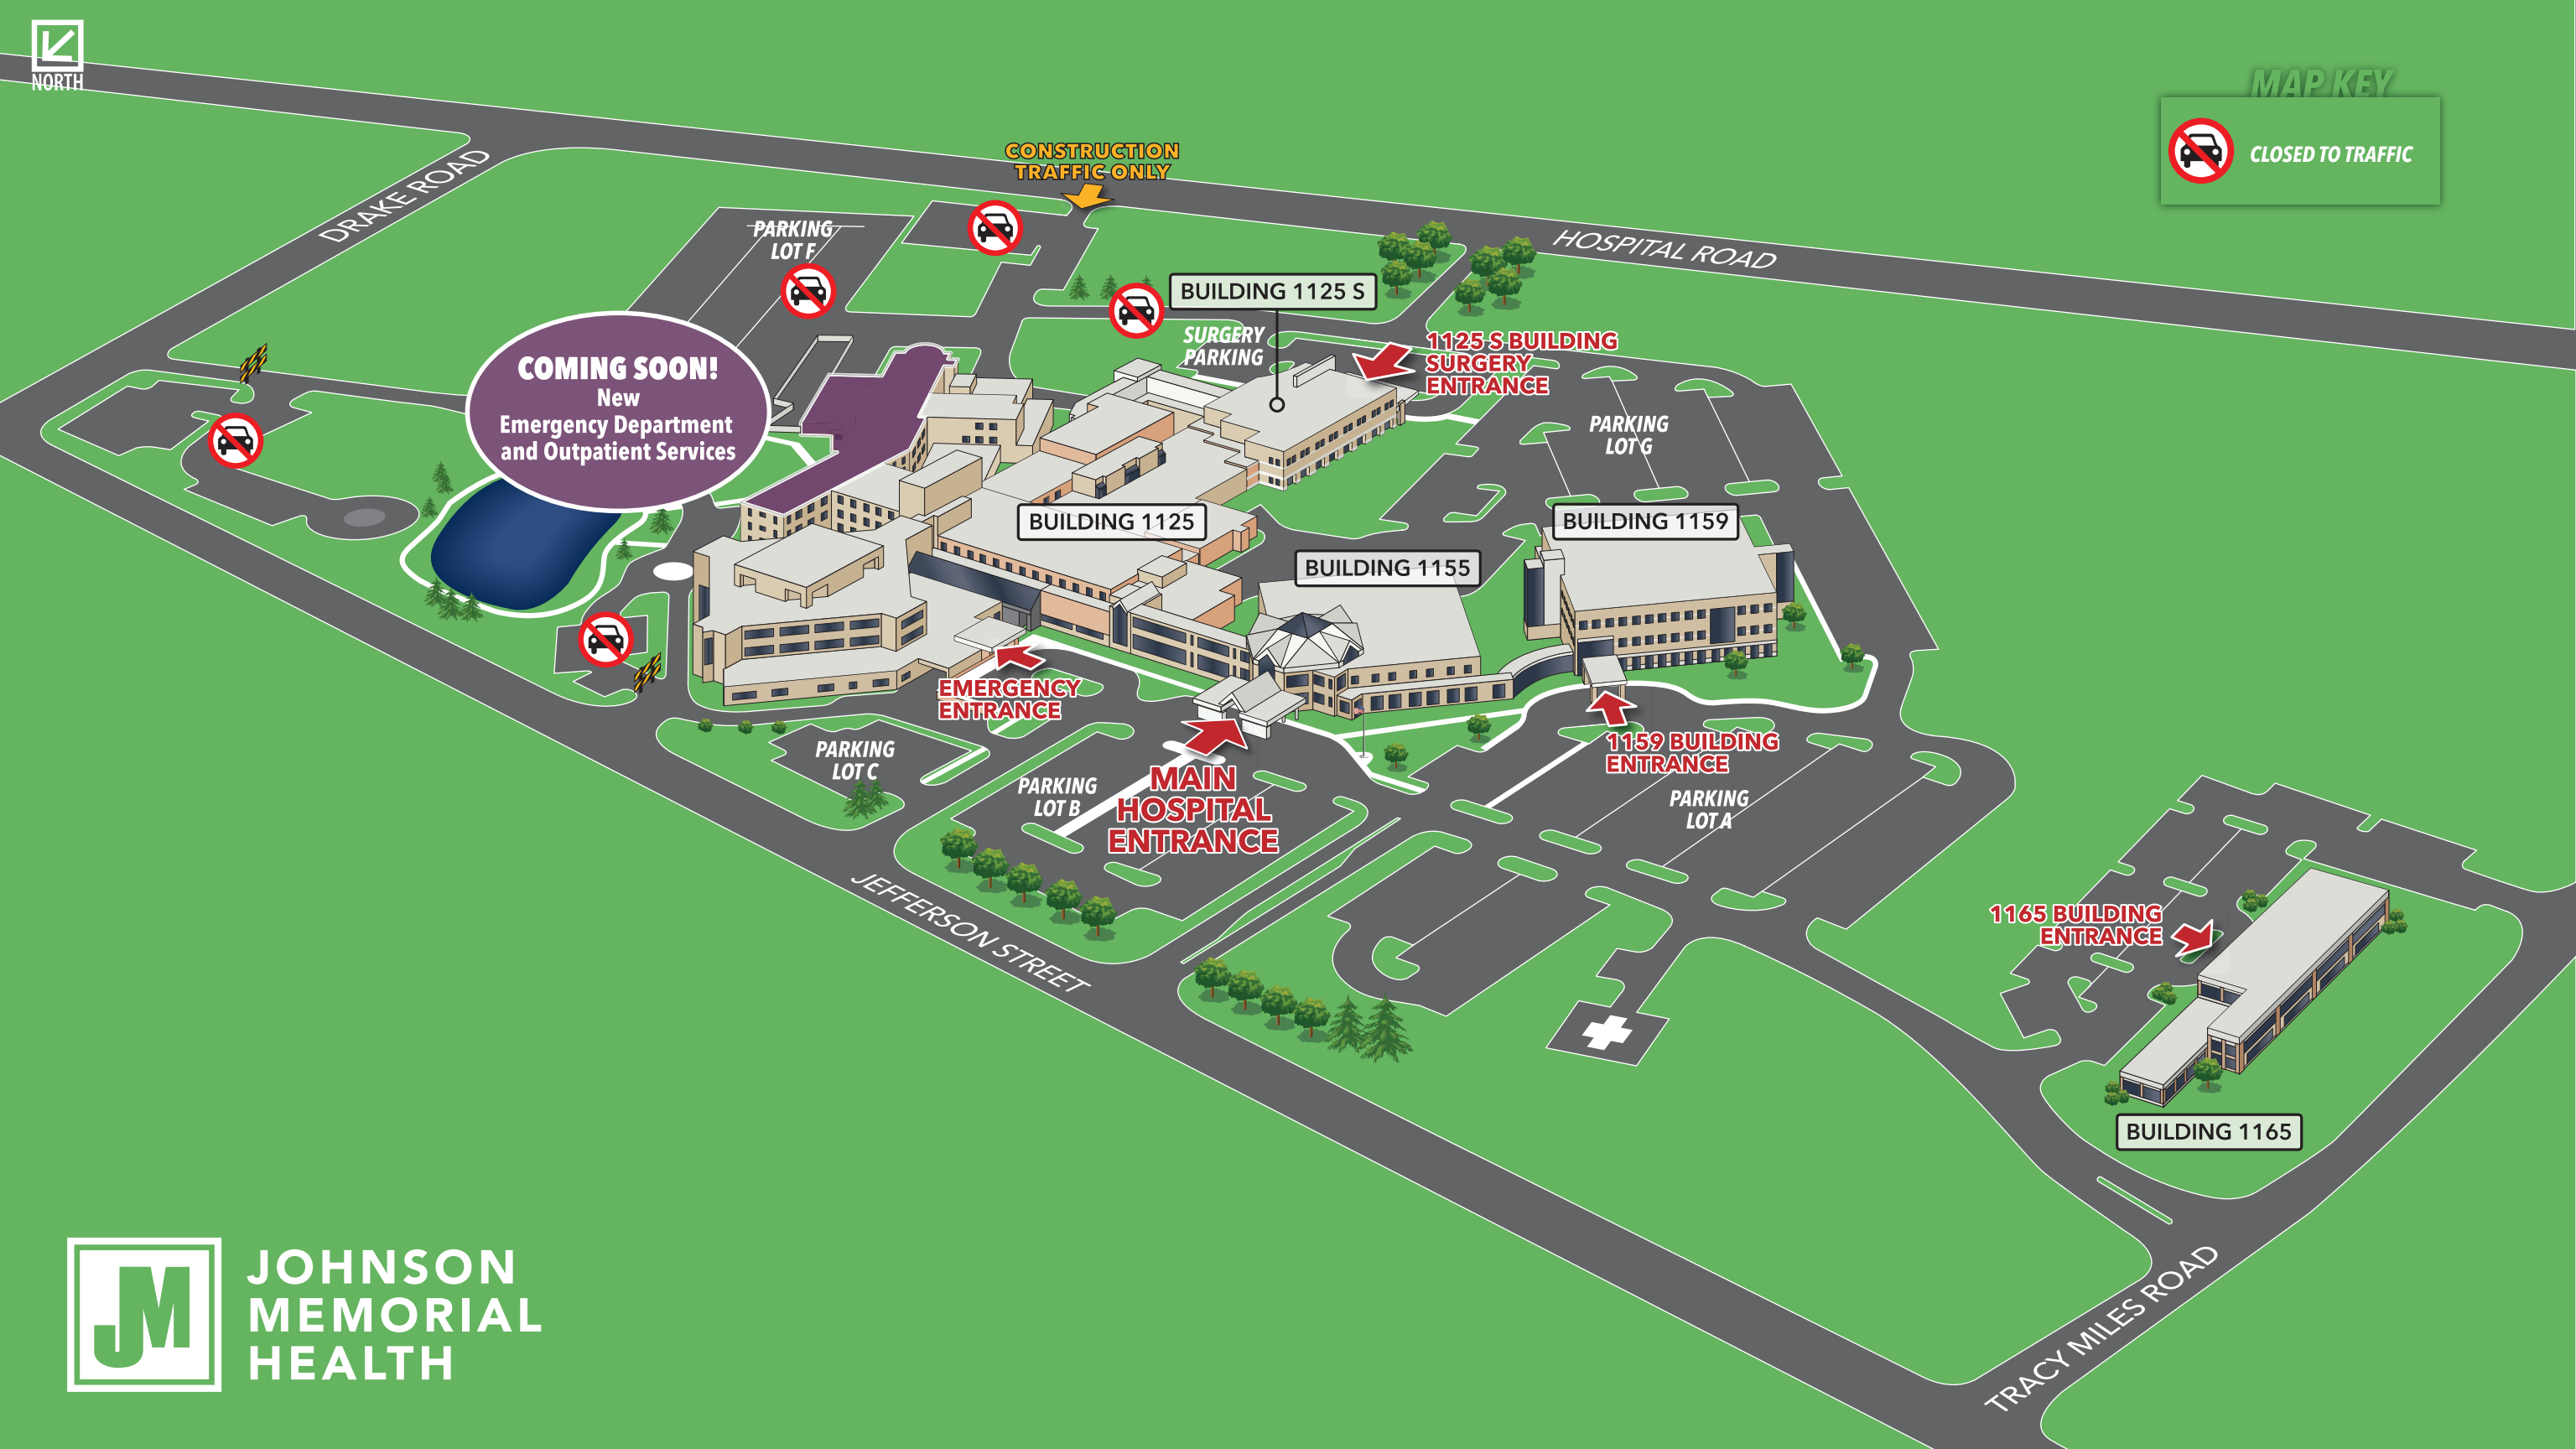 NORTH
MAP KEY
CLOSED TO TRAFFIC
DRAKE ROAD
CONSTRUCTION
TRAFFIC ONLY
HOSPITAL ROAD
PARKING
LOT F
BUILDING 1125 S
SURGERY
PARKING
1125 S BUILDING
SURGERY
ENTRANCE
COMING SOON!
New
Emergency Department
and Outpatient Services
PARKING
LOT G
BUILDING 1125
BUILDING 1159
BUILDING 1155
EMERGENCY
ENTRANCE
PARKING
LOT C
PARKING
LOT B
MAIN
HOSPITAL
ENTRANCE
1159 BUILDING
ENTRANCE
PARKING
LOT A
JEFFERSON STREET
1165 BUILDING
ENTRANCE
BUILDING 1165
TRACY MILES ROAD
JM
JOHNSON
MEMORIAL
HEALTH